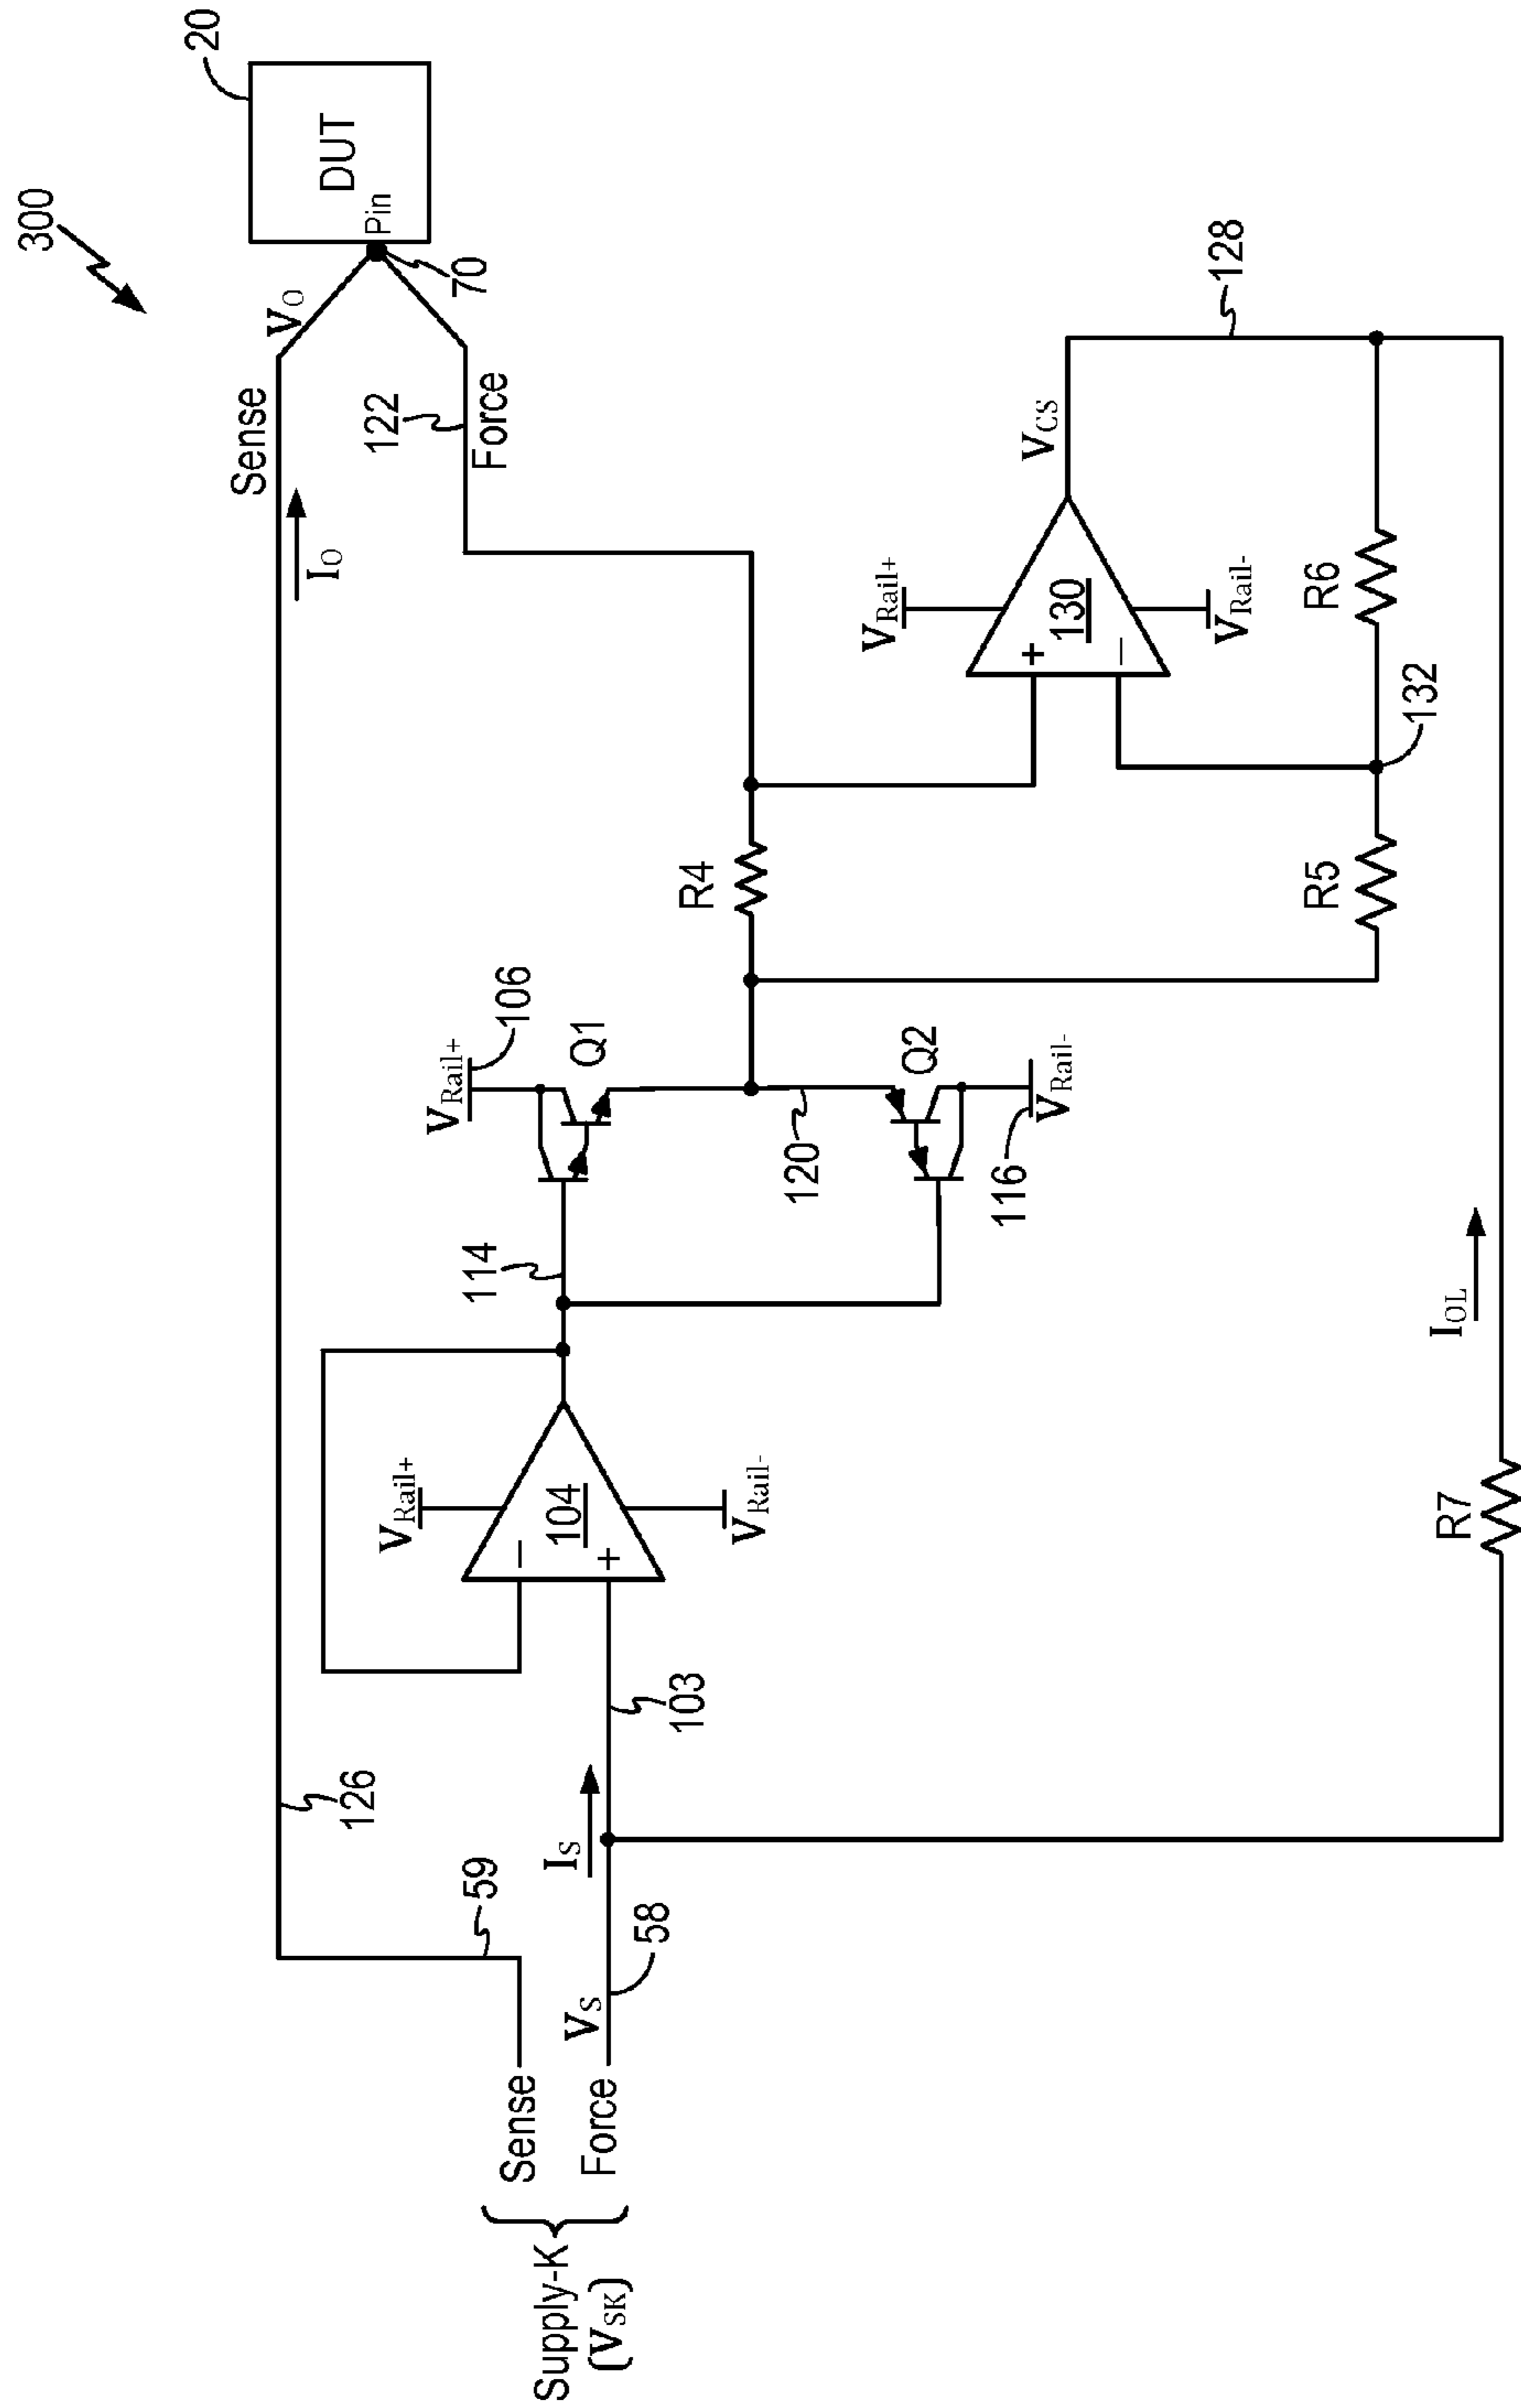 300
20
DUT
Pin
70
VO
Sense
IO
122
Force
128
VCS
VRail+
130
+
–
VRail-
R6
132
R4
R5
VRail+
106
Q1
Q2
120
116
VRail-
114
VRail+
104
–
+
VRail-
103
IOL
R7
126
59
IS
58
VS
Sense
Force
Supply-K
(VSK)